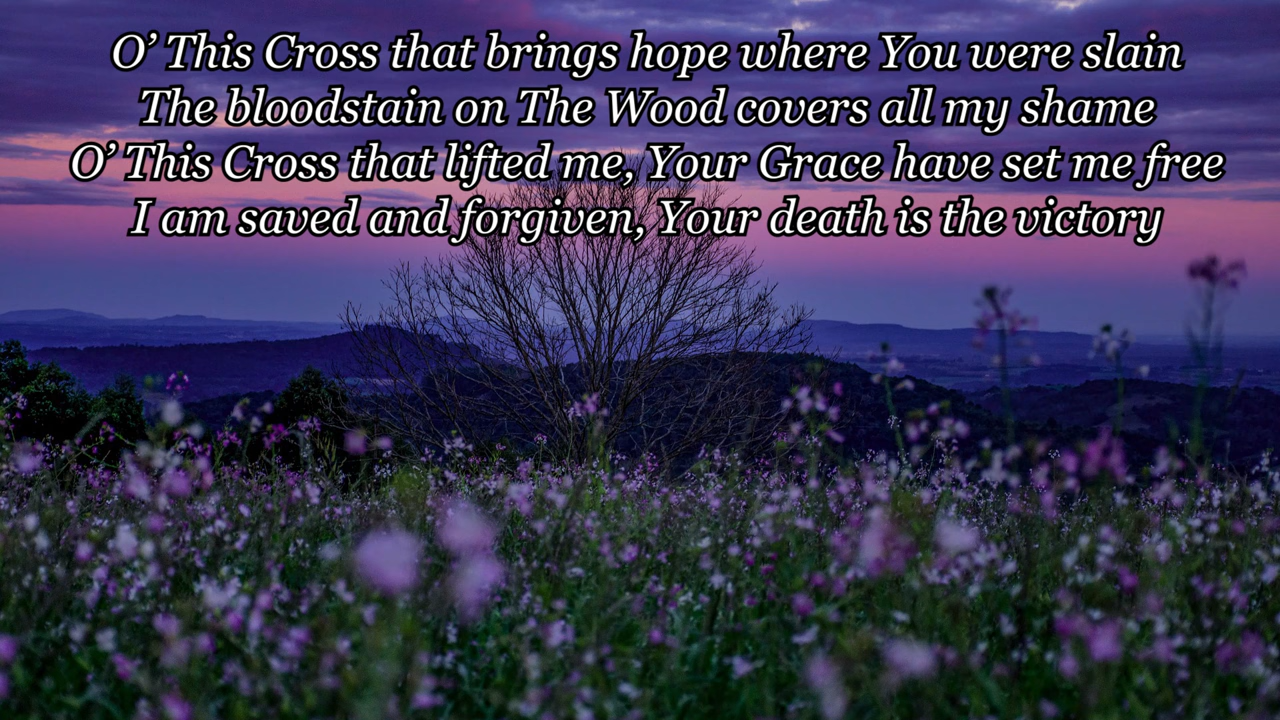 O’ This Cross that brings hope where You were slain
The bloodstain on The Wood covers all my shame
O’ This Cross that lifted me, Your Grace have set me free
I am saved and forgiven, Your death is the victory